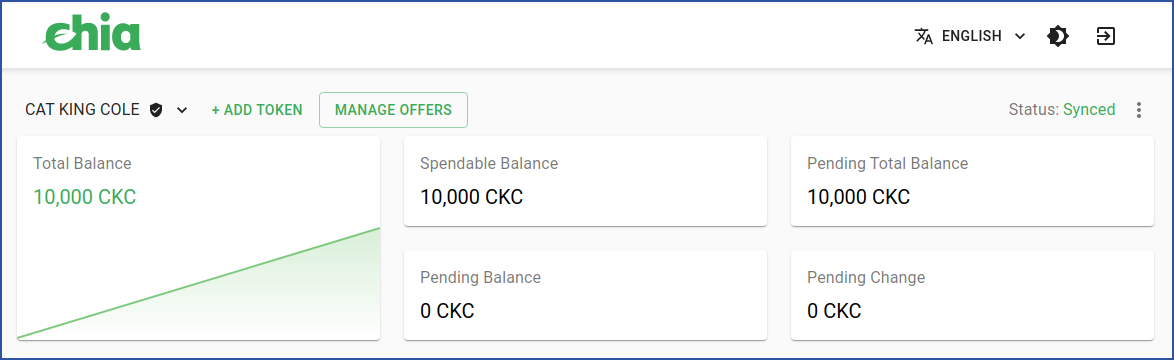 chia
ENGLISH
CAT KING COLE + ADD TOKEN MANAGE OFFERS Status: Synced
Total Balance
10,000 CKC
Spendable Balance
10,000 CKC
Pending Total Balance
10,000 CKC
Pending Balance
0 CKC
Pending Change
0 CKC